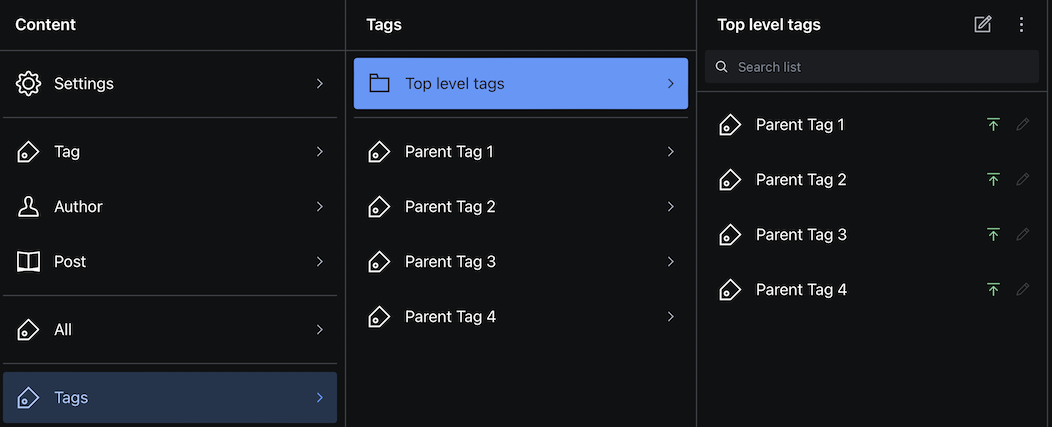 Content
Settings
Tag
Author
Post
All
Tags
Tags
Top level tags
Parent Tag 1
Parent Tag 2
Parent Tag 3
Parent Tag 4
Top level tags
Search list
Parent Tag 1
Parent Tag 2
Parent Tag 3
Parent Tag 4